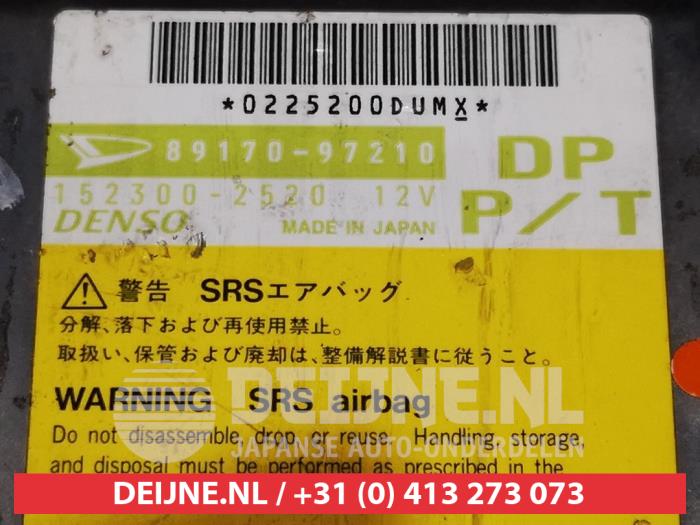 *0225200DUMX*
89170-97210
DP
152300-2520 12V
P/T
DENSO MADE IN JAPAN
警告 SRSエアバッグ
分解、落下および再使用禁止。
取扱い、保管および廃却は、整備解説書に従うこと。
DEIJNE.NL
WARNING SRS airbag
JAPANSE AUTO-ONDERDELEN
Do not disassemble, drop, or reuse. Handling, storage,
and disposal must be performed as prescribed in the
DEIJNE.NL / +31 (0) 413 273 073